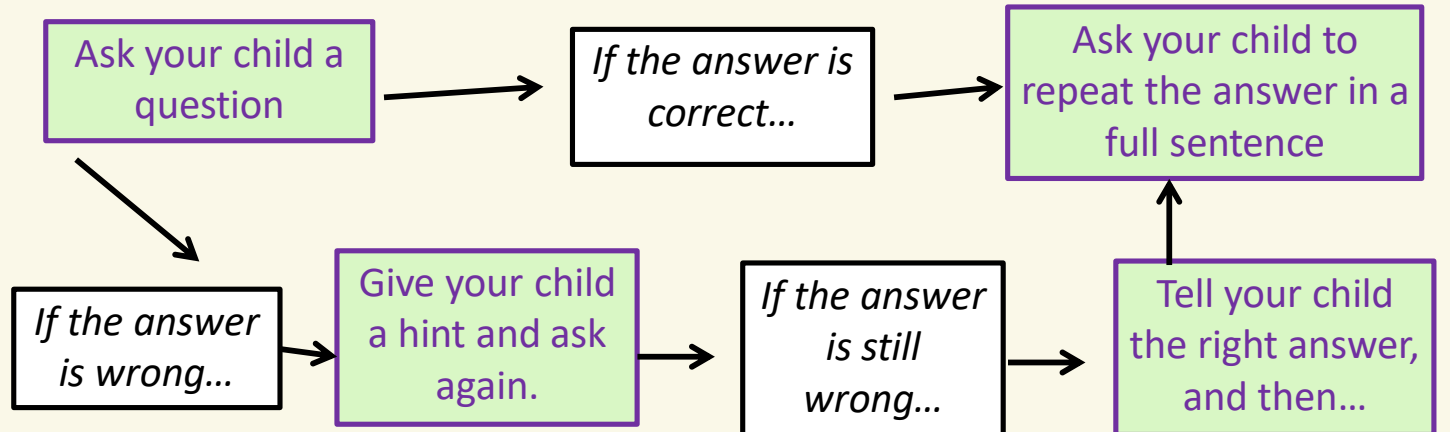 Ask your child a
question
If the answer is
correct…
Ask your child to
repeat the answer in a
full sentence
If the answer
is wrong…
Give your child
a hint and ask
again.
If the answer
is still
wrong…
Tell your child
the right answer,
and then…